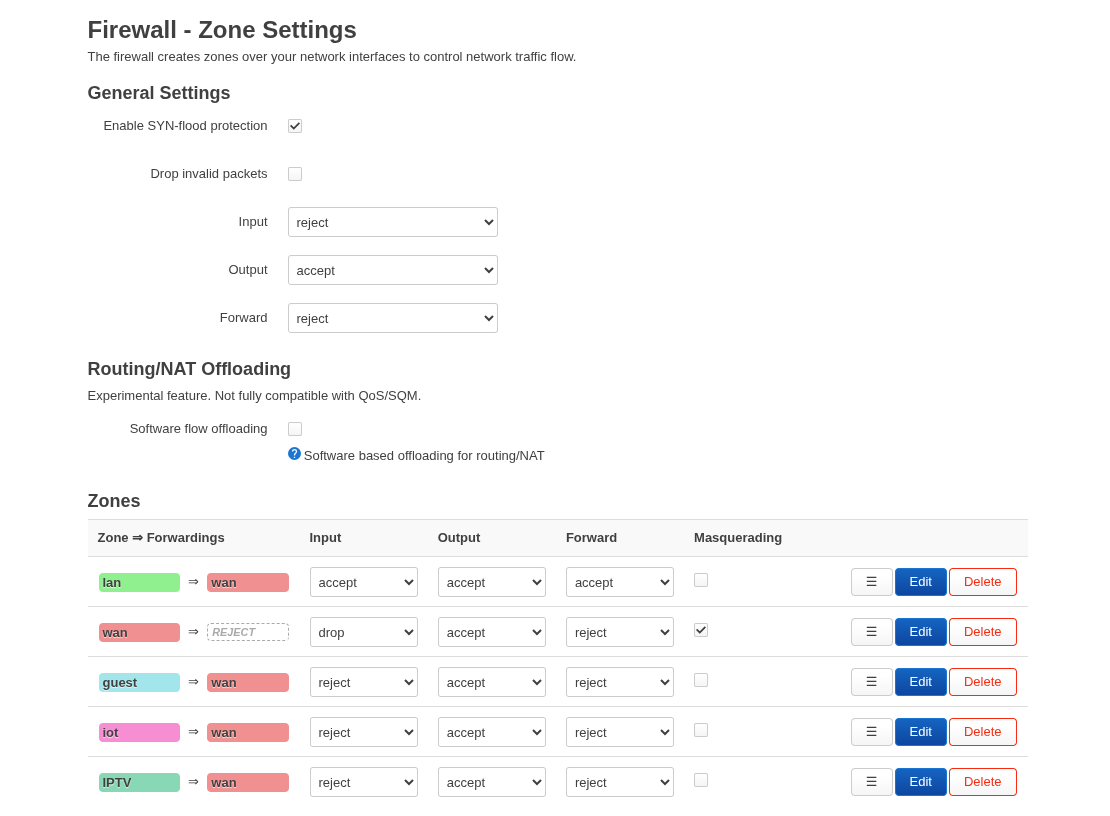 Firewall - Zone Settings
The firewall creates zones over your network interfaces to control network traffic flow.
General Settings
Enable SYN-flood protection
Drop invalid packets
Input reject
Output accept
Forward reject
Routing/NAT Offloading
Experimental feature. Not fully compatible with QoS/SQM.
Software flow offloading
? Software based offloading for routing/NAT
Zones
Zone ⇒ Forwardings Input Output Forward Masquerading
lan ⇒ wan accept accept accept ☰ Edit Delete
wan ⇒ REJECT drop accept reject ☰ Edit Delete
guest ⇒ wan reject accept reject ☰ Edit Delete
iot ⇒ wan reject accept reject ☰ Edit Delete
IPTV ⇒ wan reject accept reject ☰ Edit Delete